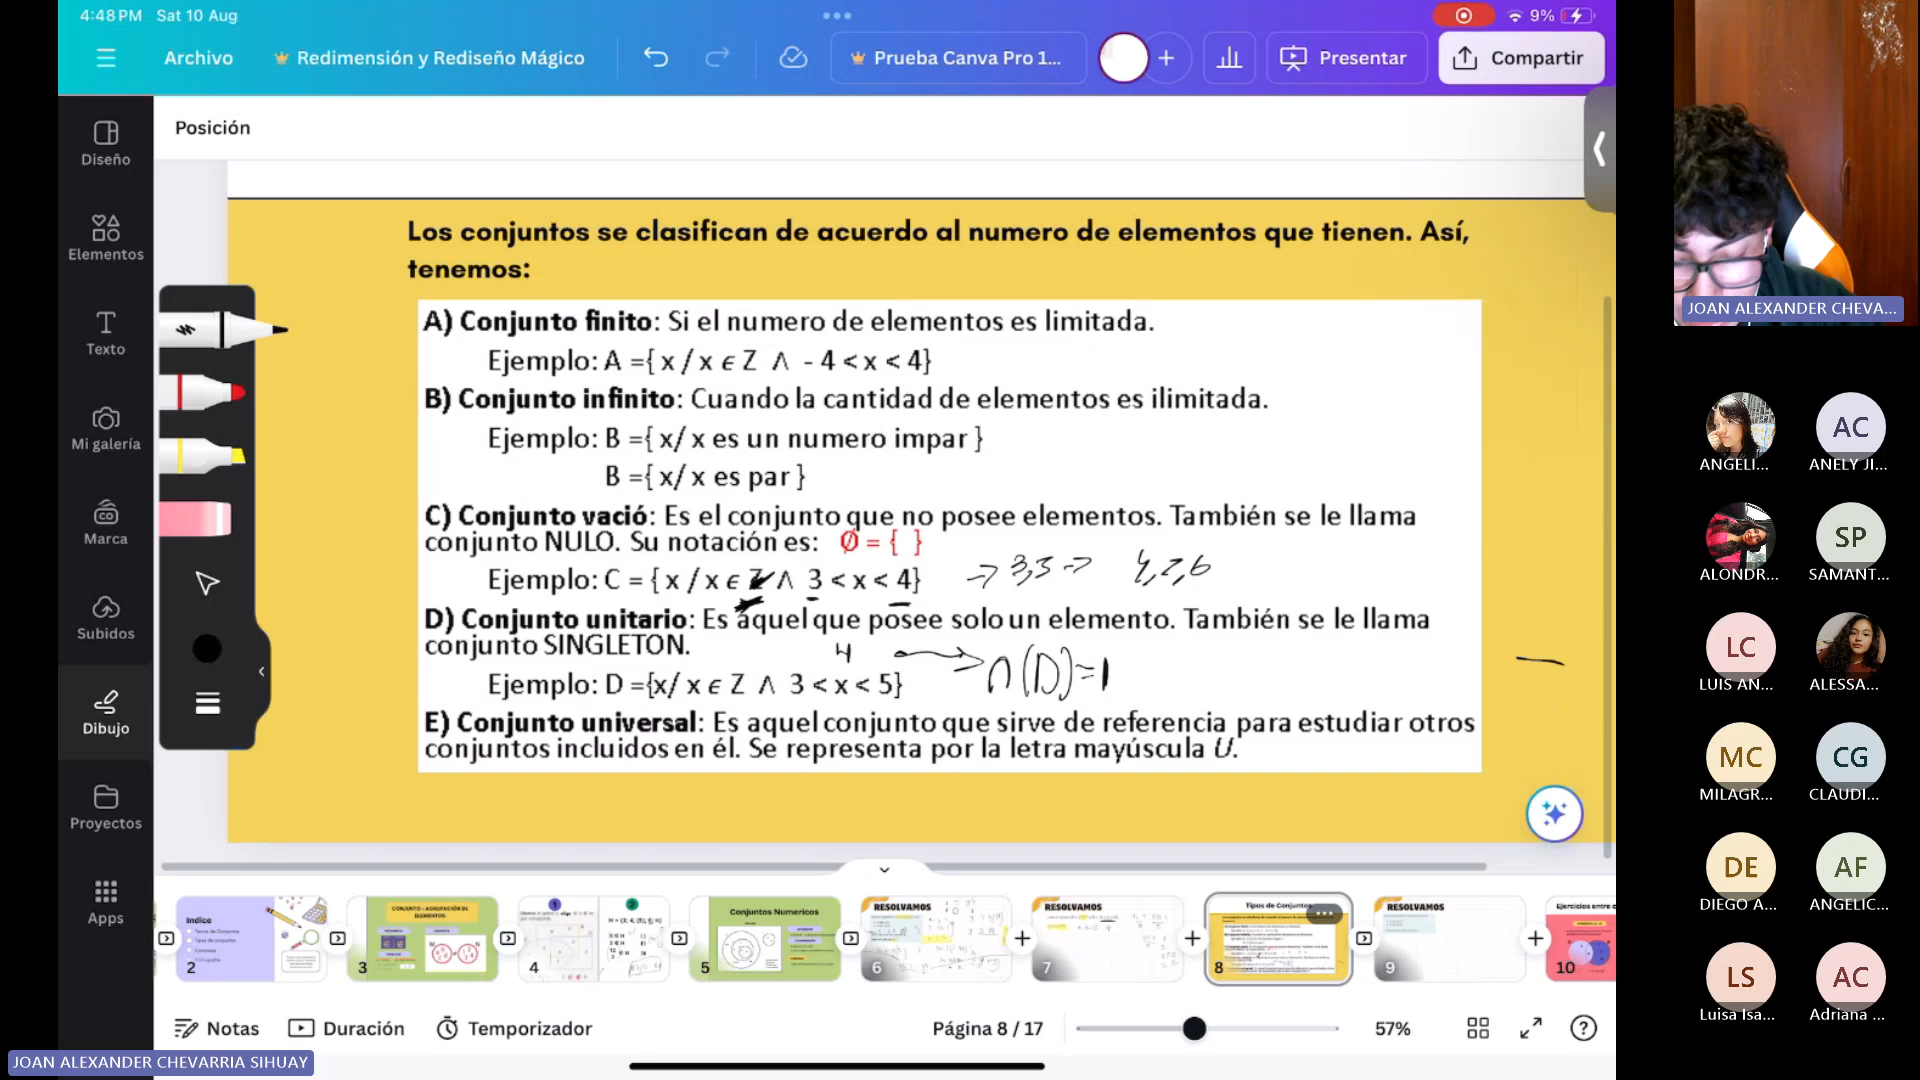 4:48 PM Sat 10 Aug
9%
Archivo
Redimensión y Rediseño Mágico
Prueba Canva Pro 1...
Presentar
Compartir
Posición
Diseño
Elementos
Texto
Mi galería
Marca
Subidos
Dibujo
Proyectos
Apps
Los conjuntos se clasifican de acuerdo al numero de elementos que tienen. Así,
tenemos:
A) Conjunto finito: Si el numero de elementos es limitada.
Ejemplo: A ={ x / x ϵ Z ∧ - 4 < x < 4}
B) Conjunto infinito: Cuando la cantidad de elementos es ilimitada.
Ejemplo: B ={ x/ x es un numero impar }
B ={ x/ x es par }
C) Conjunto vació: Es el conjunto que no posee elementos. También se le llama
conjunto NULO. Su notación es: Ø = { }
Ejemplo: C = { x / x ϵ Z ∧ 3 < x < 4}
D) Conjunto unitario: Es aquel que posee solo un elemento. También se le llama
conjunto SINGLETON.
4
Ejemplo: D ={x/ x ϵ Z ∧ 3 < x < 5} → n(D)=1
E) Conjunto universal: Es aquel conjunto que sirve de referencia para estudiar otros
conjuntos incluidos en él. Se representa por la letra mayúscula U.
Indice
2
CONJUNTO - AGRUPACIÓN DE
ELEMENTOS
3
4
Conjuntos Numericos
5
RESOLVAMOS
6
RESOLVAMOS
7
Tipos de Conjuntos
8
RESOLVAMOS
9
Ejercicios entre c
10
Notas
Duración
Temporizador
Página 8 / 17
57%
JOAN ALEXANDER CHEVARRIA SIHUAY
JOAN ALEXANDER CHEVA...
ANGELI...
AC
ANELY JI...
ALONDR...
SP
SAMANT...
LC
LUIS AN...
ALESSA...
MC
MILAGR...
CG
CLAUDI...
DE
DIEGO A...
AF
ANGELIC...
LS
Luisa Isa...
AC
Adriana ...